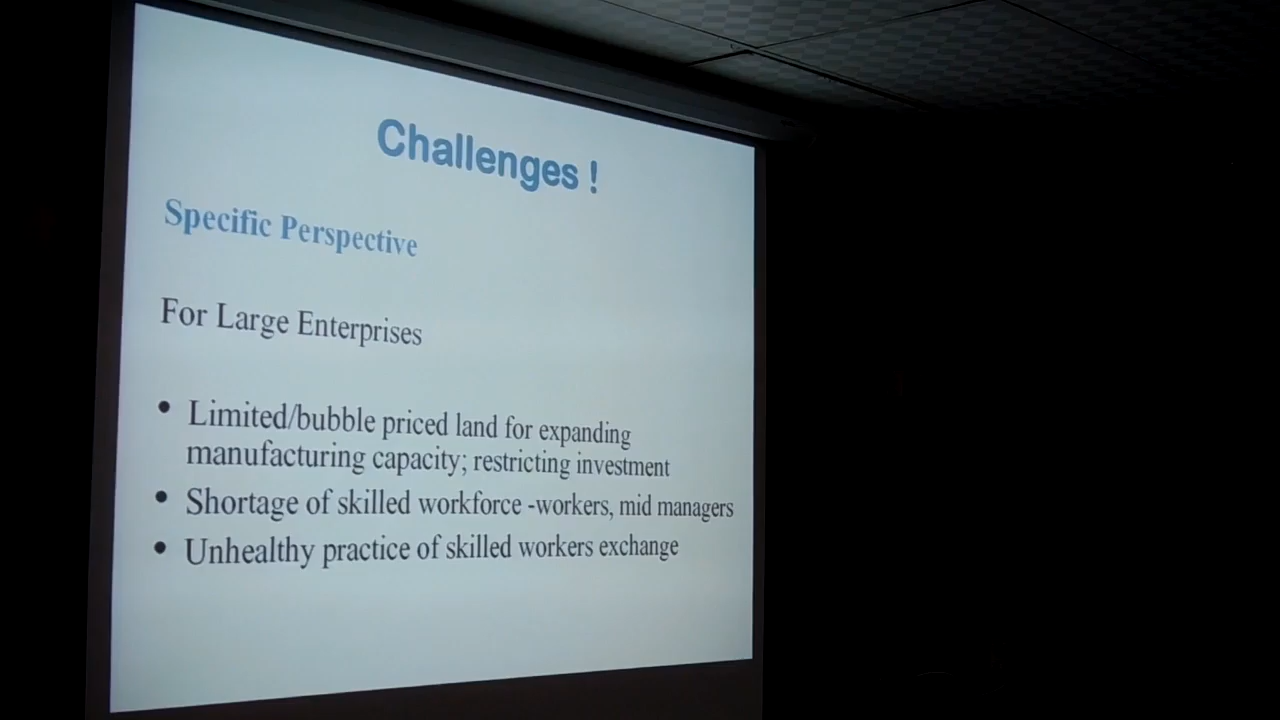 Challenges !
Specific Perspective
For Large Enterprises
• Limited/bubble priced land for expanding
manufacturing capacity; restricting investment
• Shortage of skilled workforce -workers, mid managers
• Unhealthy practice of skilled workers exchange